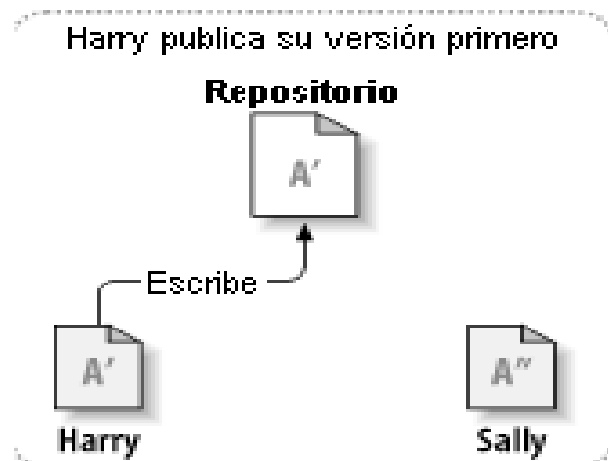 Harry publica su versión primero
Repositorio
A'
Escribe
A'
A"
Harry
Sally